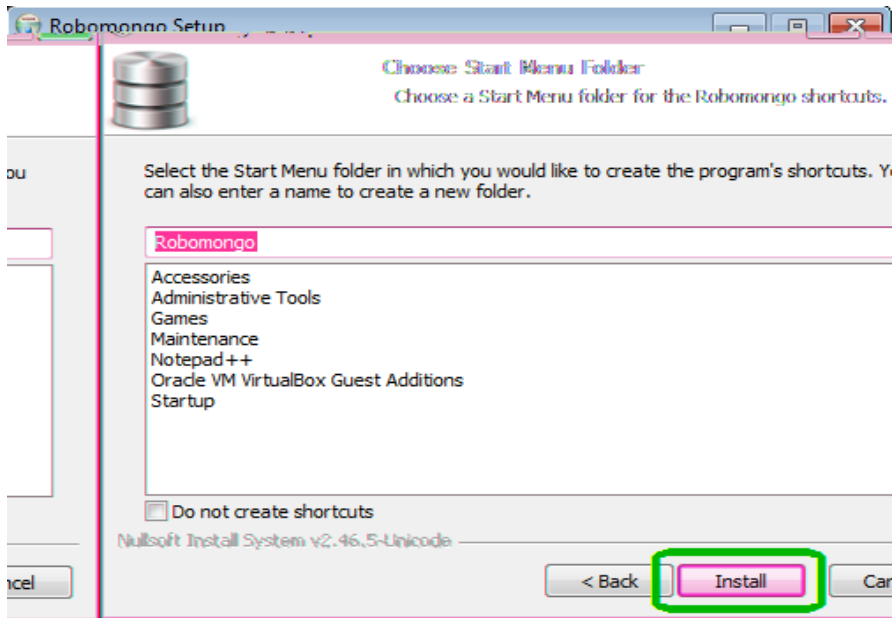 Robomongo Setup
Choose Start Menu Folder
Choose a Start Menu folder for the Robomongo shortcuts.
ou
Select the Start Menu folder in which you would like to create the program's shortcuts. Y
can also enter a name to create a new folder.
Robomongo
Accessories
Administrative Tools
Games
Maintenance
Notepad++
Oracle VM VirtualBox Guest Additions
Startup
Do not create shortcuts
Nullsoft Install System v2.46.5-Unicode
ncel
< Back
Install
Can